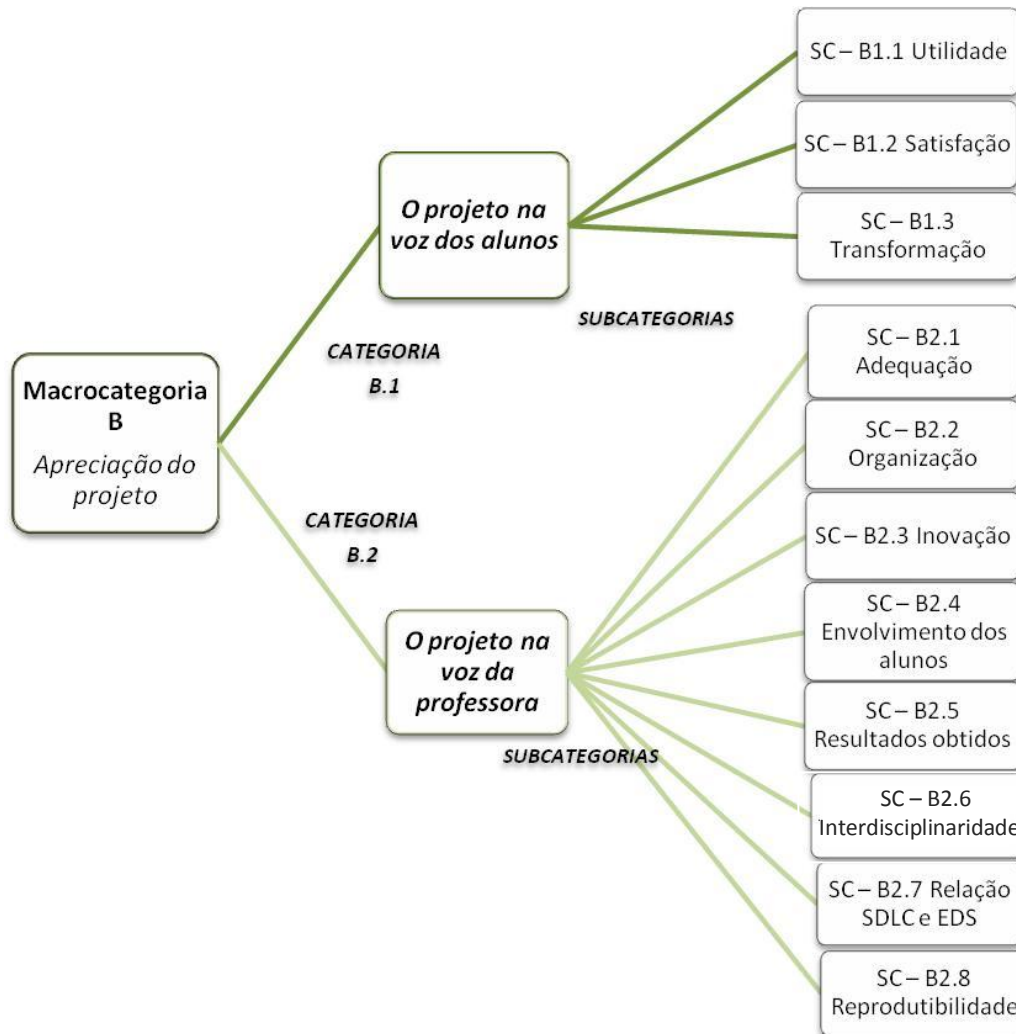 Macrocategoria
B
Apreciação do
projeto
CATEGORIA
B.1
O projeto na
voz dos alunos
SUBCATEGORIAS
SC – B1.1 Utilidade
SC – B1.2 Satisfação
SC – B1.3
Transformação
CATEGORIA
B.2
O projeto na
voz da
professora
SUBCATEGORIAS
SC – B2.1
Adequação
SC – B2.2
Organização
SC – B2.3 Inovação
SC – B2.4
Envolvimento dos
alunos
SC – B2.5
Resultados obtidos
SC – B2.6
Interdisciplinaridade
SC – B2.7 Relação
SDLC e EDS
SC – B2.8
Reprodutibilidade